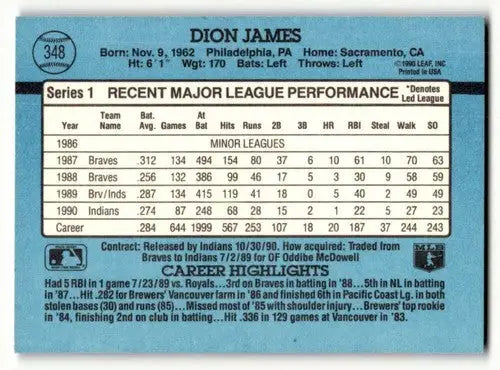 348
DION JAMES
Born: Nov. 9, 1962 Philadelphia, PA Home: Sacramento, CA
Ht: 6'1" Wgt: 170 Bats: Left Throws: Left
©1990 LEAF, INC
Printed in USA
Series 1 RECENT MAJOR LEAGUE PERFORMANCE *Denotes Led League
Year Team Name Bat. Avg. Games At Bat Hits Runs 2B 3B HR RBI Steal Walk SO
1986 MINOR LEAGUES
1987 Braves .312 134 494 154 80 37 6 10 61 10 70 63
1988 Braves .256 132 386 99 46 17 5 3 30 9 58 59
1989 Brv/Inds .287 134 415 119 41 18 0 5 40 2 49 49
1990 Indians .274 87 248 68 28 15 2 1 22 5 27 23
Career .284 644 1999 567 253 107 18 20 187 37 244 243
Contract: Released by Indians 10/30/90. How acquired: Traded from
Braves to Indians 7/2/89 for OF Oddibe McDowell
CAREER HIGHLIGHTS
Had 5 RBI in 1 game 7/23/89 vs. Royals...3rd on Braves in batting in '88...5th in NL in batting
in '87...Hit .282 for Brewers' Vancouver farm in '86 and finished 6th in Pacific Coast Lg. in both
stolen bases (30) and runs (85)...Missed most of '85 with shoulder injury...Brewers' top rookie
in '84, finishing 2nd on club in batting...Hit .336 in 129 games at Vancouver in '83.
MLB